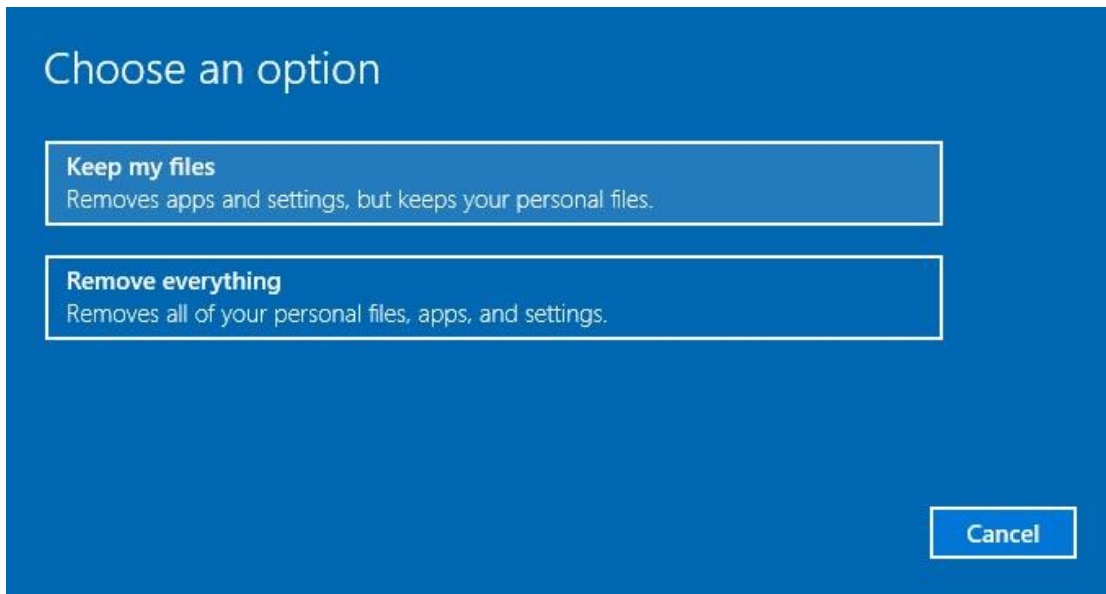 Choose an option
Keep my files
Removes apps and settings, but keeps your personal files.
Remove everything
Removes all of your personal files, apps, and settings.
Cancel